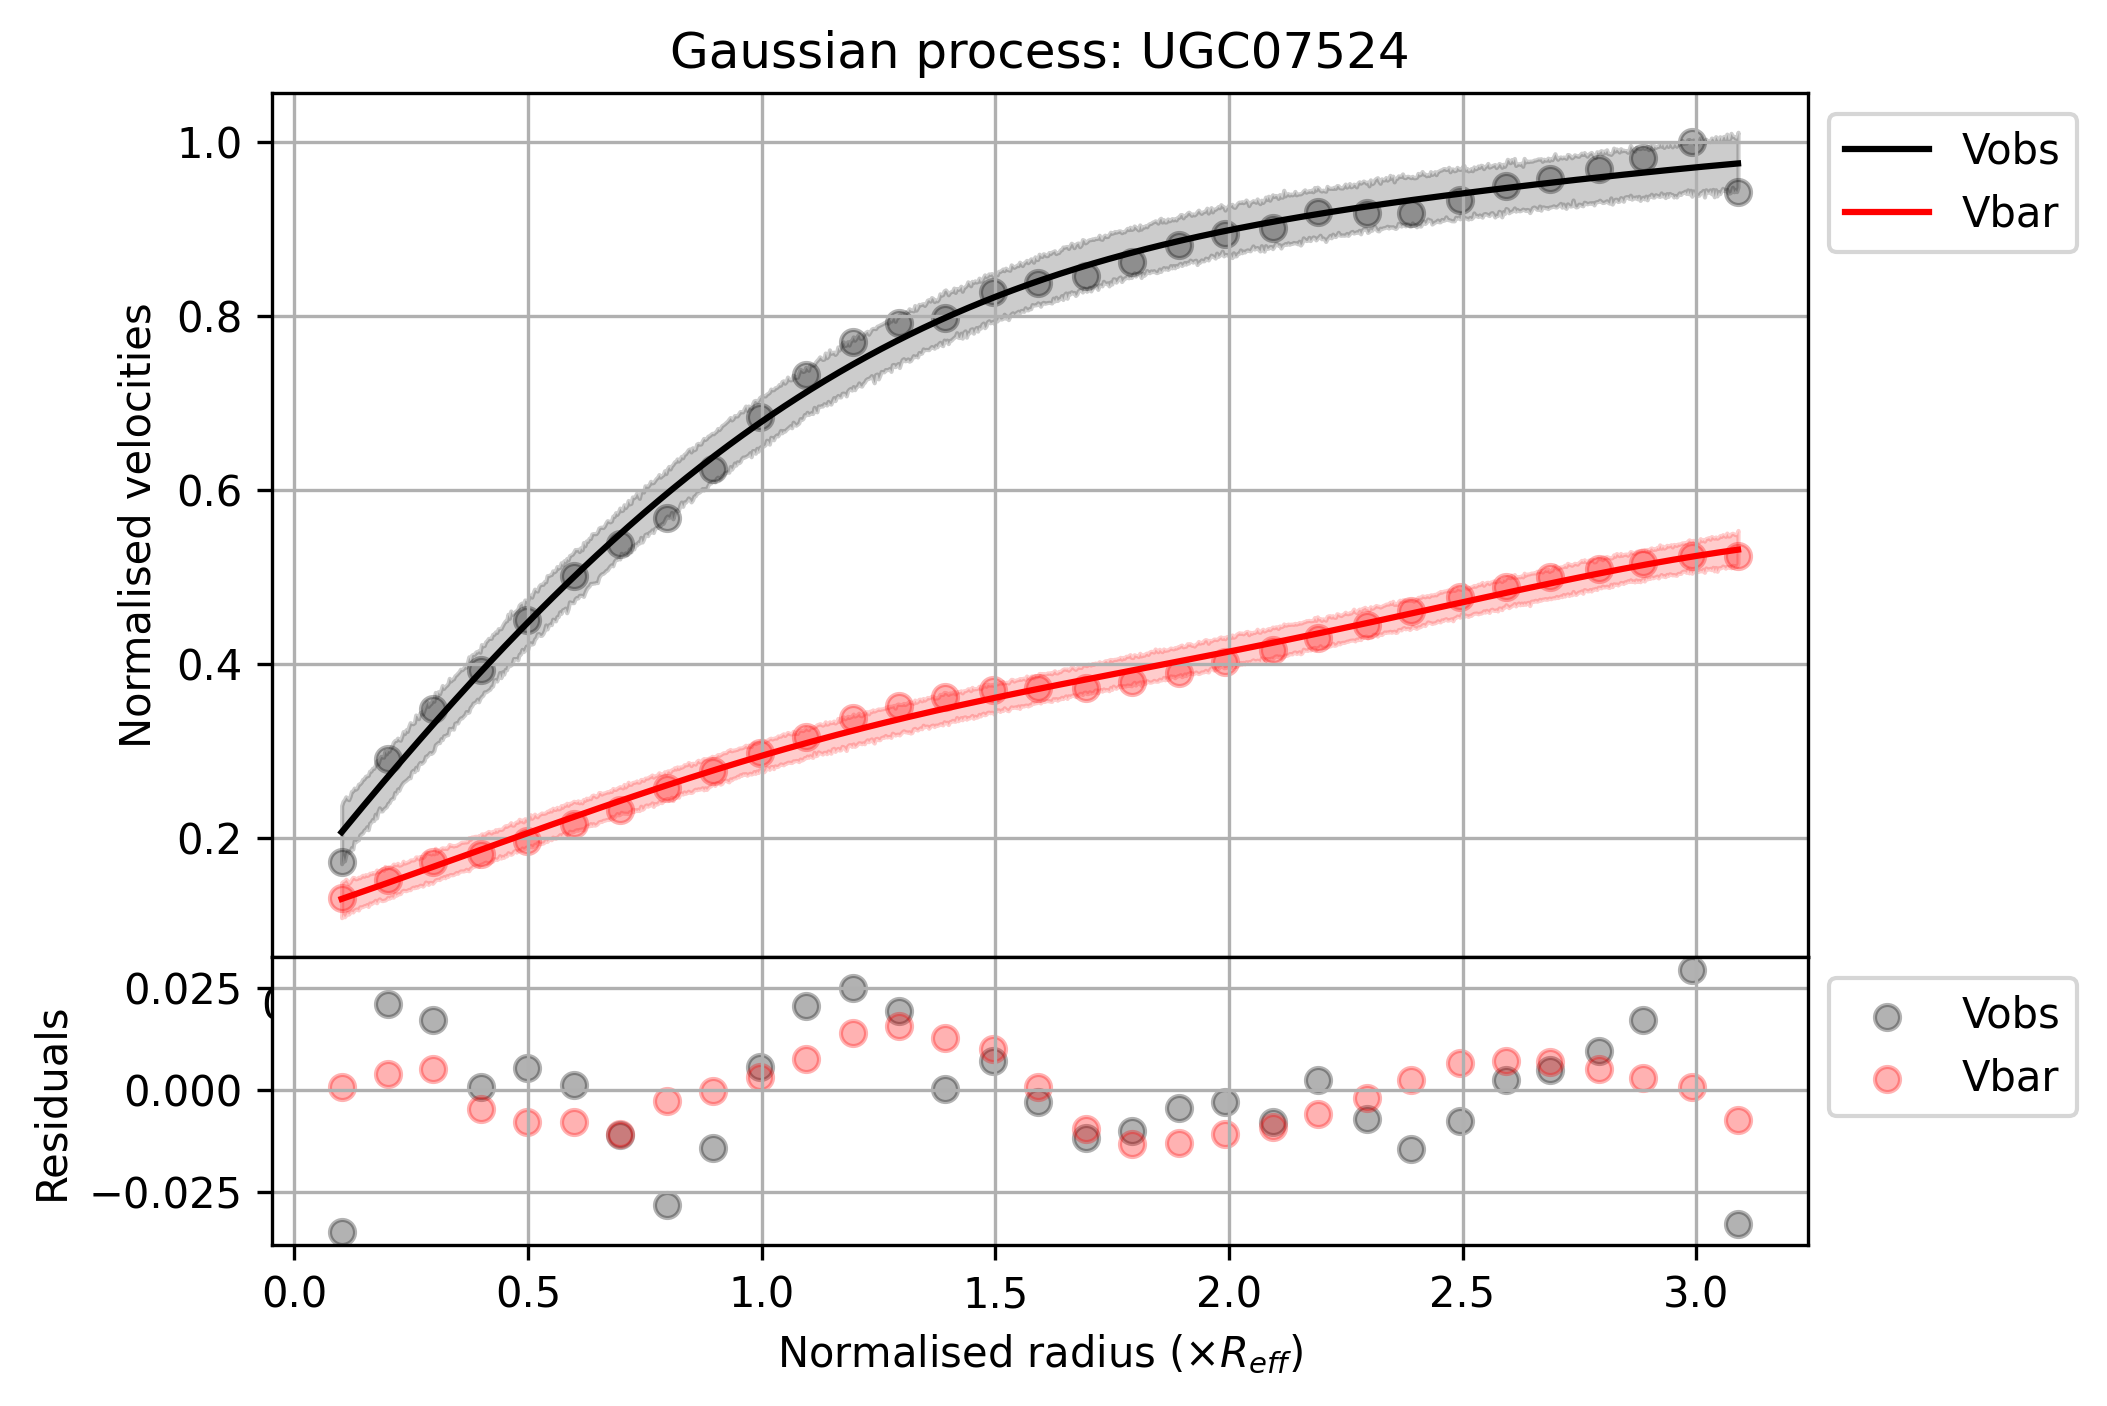 Gaussian process: UGC07524
Normalised velocities
1.0
0.8
0.6
0.4
0.2
Vobs
Vbar
Residuals
0.025
0.000
−0.025
Vobs
Vbar
0.0 0.5 1.0 1.5 2.0 2.5 3.0
Normalised radius (×R_{eff})